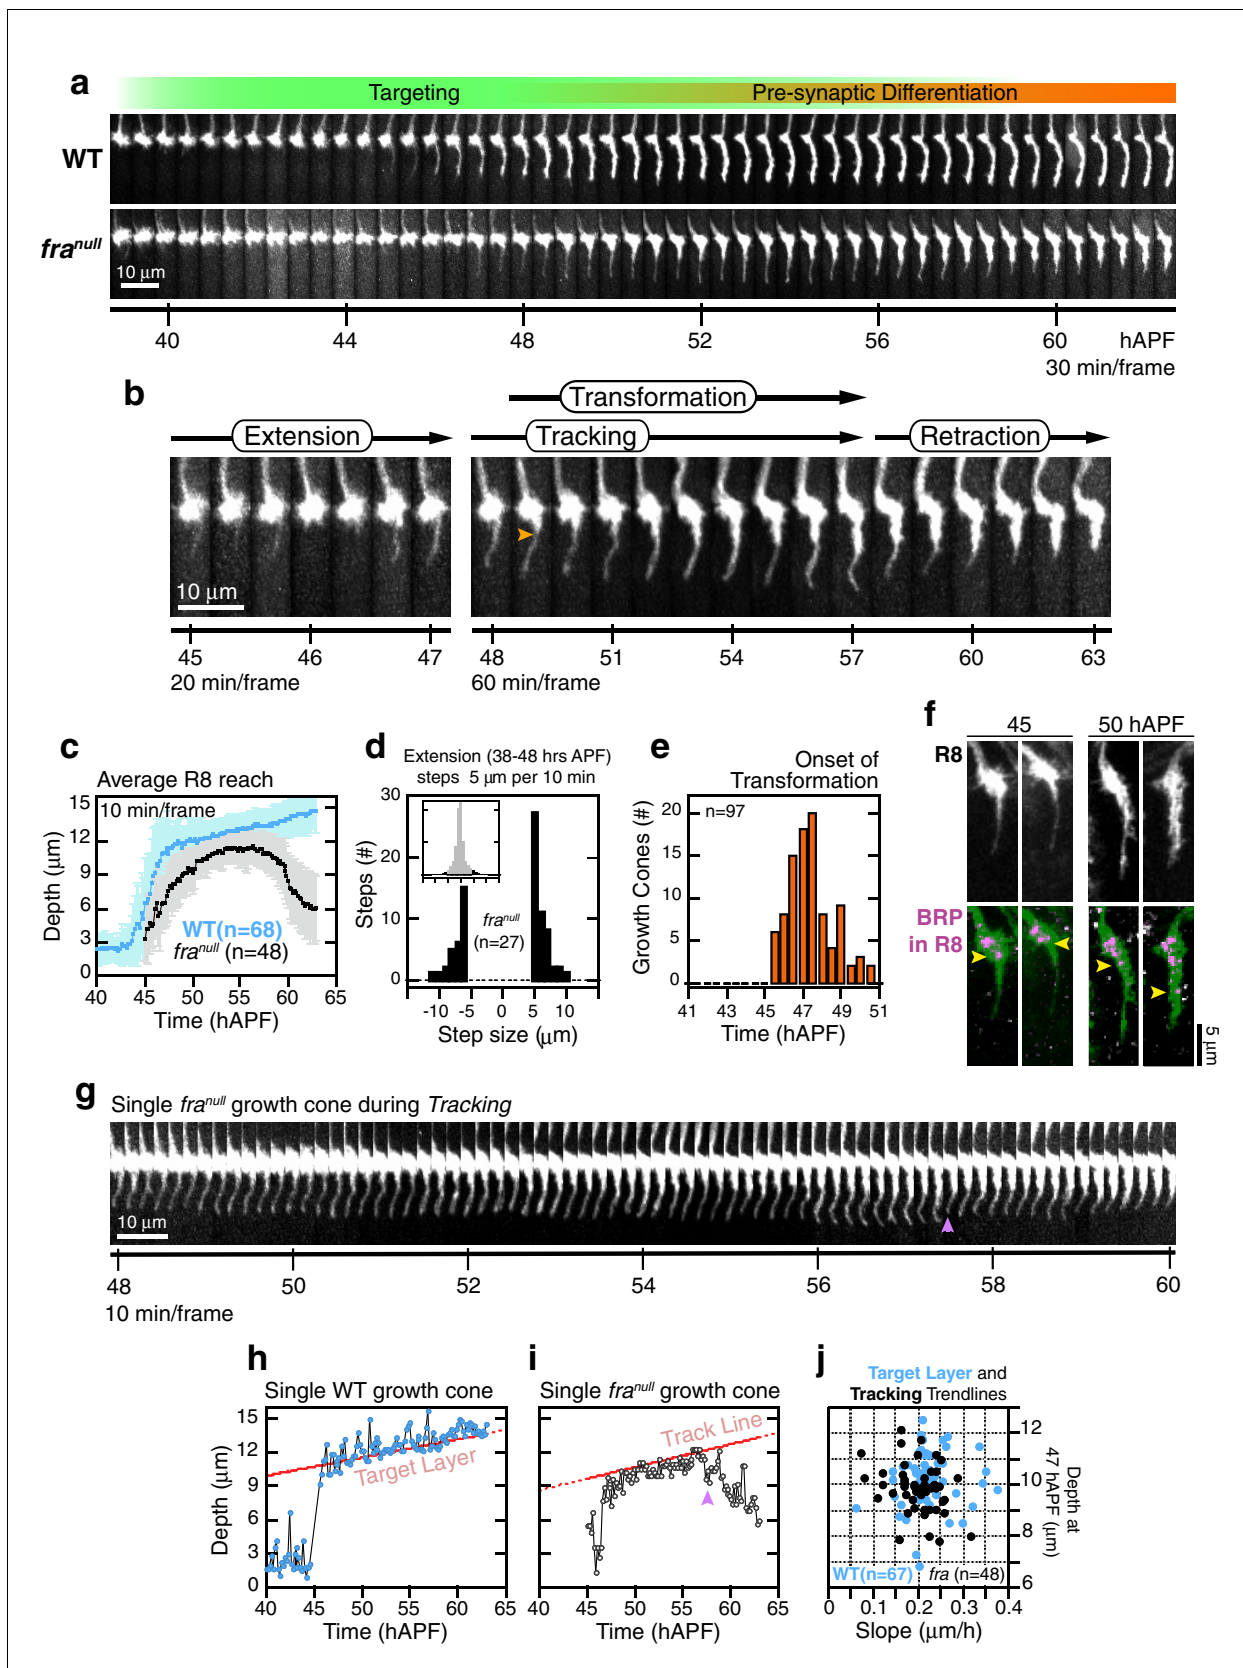 a
Targeting
Pre-synaptic Differentiation
WT
fra^null
10 μm
40 44 48 52 56 60 hAPF
30 min/frame
b
Transformation
Extension
Tracking
Retraction
10 μm
45 46 47
20 min/frame
48 51 54 57 60 63
60 min/frame
c
Average R8 reach
10 min/frame
15
12
9
6
3
0
Depth (μm)
WT(n=68)
fra^null (n=48)
40 45 50 55 60 65
Time (hAPF)
d
Extension (38-48 hrs APF)
steps 5 μm per 10 min
30
20
10
0
Steps (#)
fra^null
(n=27)
-10 -5 0 5 10
Step size (μm)
e
Onset of
Transformation
n=97
20
15
10
5
0
Growth Cones (#)
41 43 45 47 49 51
Time (hAPF)
f
45
50 hAPF
R8
BRP
in R8
5 μm
g
Single fra^null growth cone during Tracking
10 μm
48 50 52 54 56 57 58 60
10 min/frame
h
Single WT growth cone
15
12
9
6
3
0
Depth (μm)
Target Layer
40 45 50 55 60 65
Time (hAPF)
i
Single fra^null growth cone
Track Line
40 45 50 55 60 65
Time (hAPF)
j
Target Layer and
Tracking Trendlines
12
10
8
6
Depth at
47 hAPF (μm)
WT(n=67)
fra (n=48)
0 0.1 0.2 0.3 0.4
Slope (μm/h)